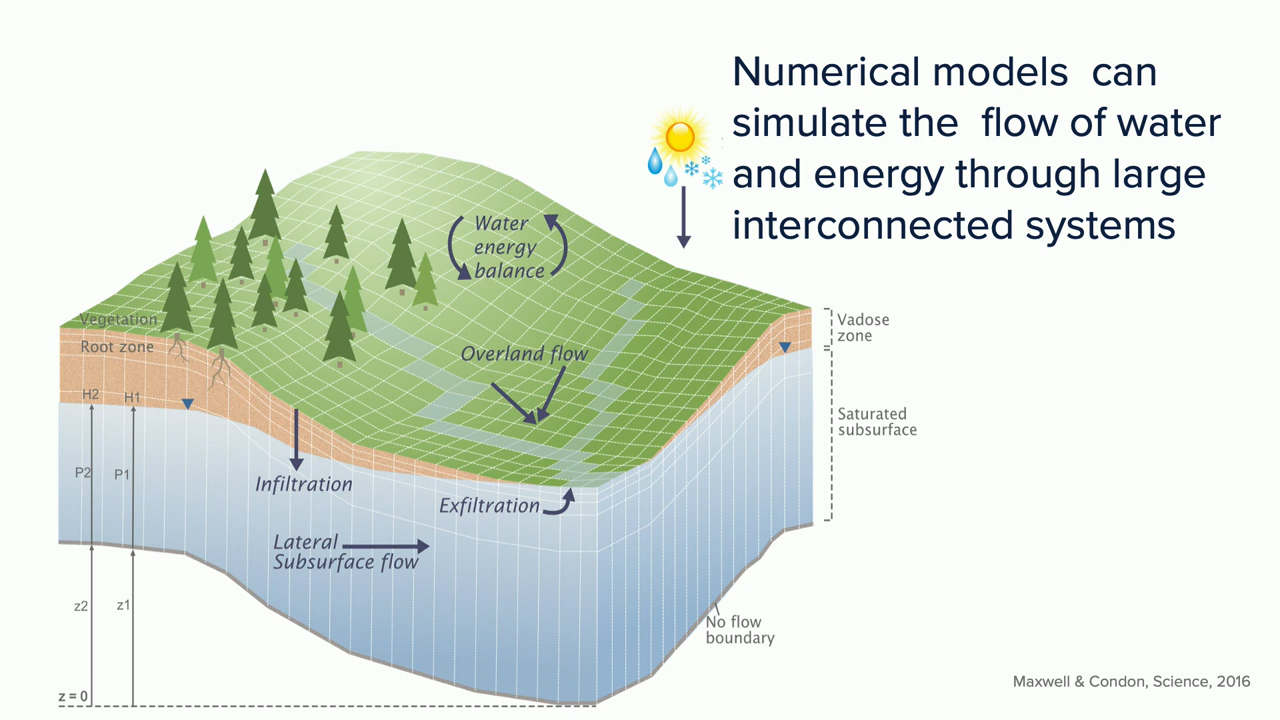 Numerical models  can
simulate the  flow of water
and energy through large
interconnected systems
Water
energy
balance
Vegetation
Root zone
Vadose
zone
Overland flow
H2
H1
Saturated
subsurface
P2
P1
Infiltration
Exfiltration
Lateral
Subsurface flow
z2
z1
No flow
boundary
z = 0
Maxwell & Condon, Science, 2016